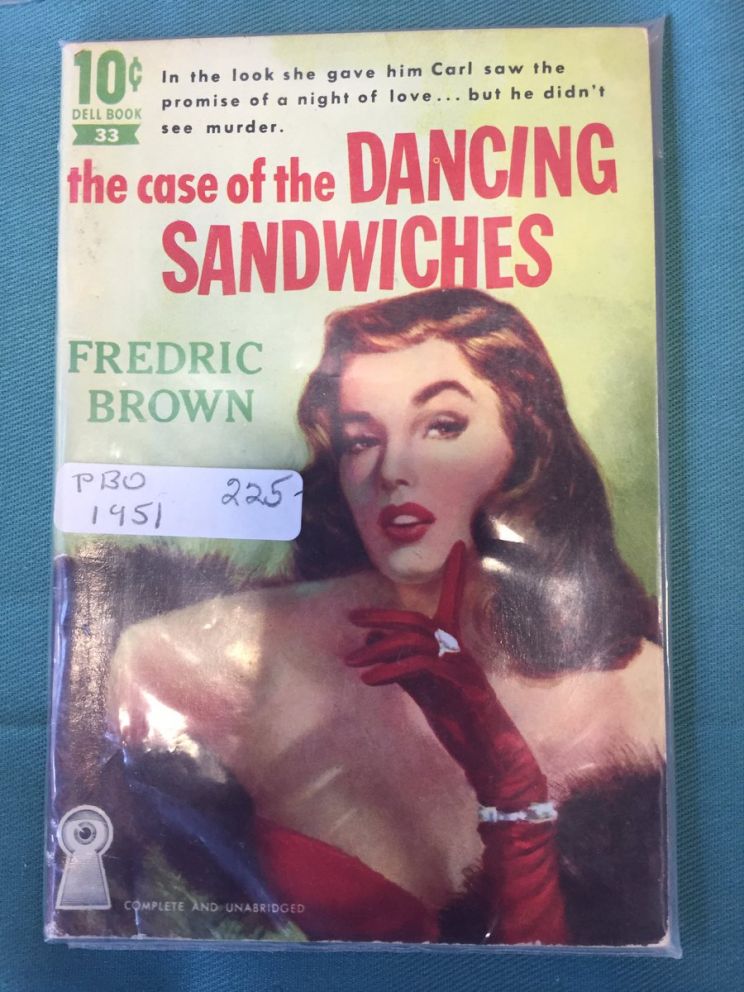 10¢
DELL BOOK
33
In the look she gave him Carl saw the
promise of a night of love... but he didn't
see murder.
the case of the DANCING
SANDWICHES
FREDRIC
BROWN
PBO 225-
1951
COMPLETE AND UNABRIDGED